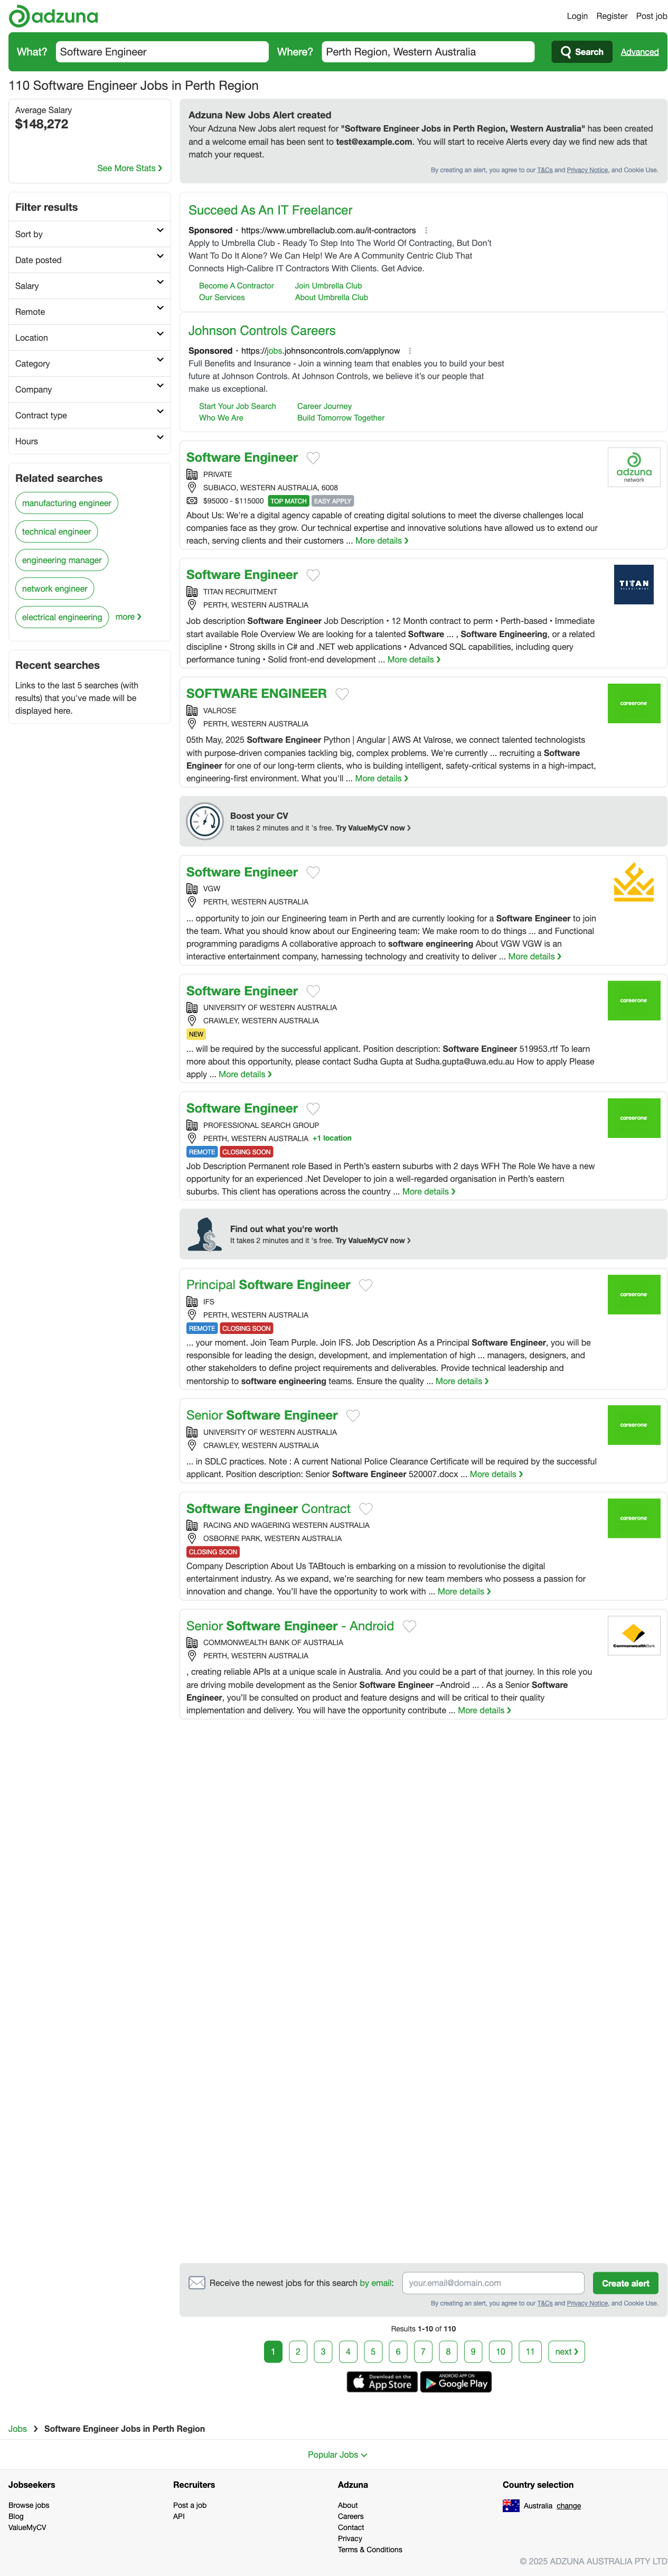 adzuna
Login Register Post job
What? Software Engineer Where? Perth Region, Western Australia Search Advanced
110 Software Engineer Jobs in Perth Region
Average Salary
$148,272
See More Stats ❯
Adzuna New Jobs Alert created
Your Adzuna New Jobs Alert request for "Software Engineer Jobs in Perth Region, Western Australia" has been created
and a welcome email has been sent to test@example.com. You will start to receive Alerts every day we find new ads
that match your request.
By creating an alert, you agree to our T&Cs and Privacy Notice, and Cookie Use.
Filter results
Sort by
Date posted
Salary
Remote
Location
Category
Company
Contract type
Hours
Related searches
manufacturing engineer
technical engineer
engineering manager
network engineer
electrical engineering more ❯
Recent searches
Links to the last 5 searches (with
results) that you've made will be
displayed here.
Succeed As An IT Freelancer
Sponsored · https://www.umbrellaclub.com.au/it-contractors
Apply to Umbrella Club - Ready To Step Into The World Of Contracting, But Don't
Want To Do It Alone? We Can Help! We Are A Community Centric Club That
Connects High-Calibre IT Contractors With Clients. Get Advice.
Become A Contractor Join Umbrella Club
Our Services About Umbrella Club
Johnson Controls Careers
Sponsored · https://jobs.johnsoncontrols.com/applynow
Full Benefits and Insurance - Join a winning team that enables you to build your best
future at Johnson Controls. At Johnson Controls, we believe it's our people that
make us exceptional.
Start Your Job Search Career Journey
Who We Are Build Tomorrow Together
Software Engineer
adzuna
network
PRIVATE
SUBIACO, WESTERN AUSTRALIA, 6008
$95000 - $115000 TOP MATCH EASY APPLY
About Us: We're a digital agency capable of creating digital solutions to meet the diverse challenges local
companies face as they grow. Our technical expertise and innovative solutions have allowed us to extend our
reach, serving clients and their customers ... More details ❯
Software Engineer
TITAN
RECRUITMENT
TITAN RECRUITMENT
PERTH, WESTERN AUSTRALIA
Job description Software Engineer Job Description • 12 Month contract to perm • Perth-based • Immediate
start available Role Overview We are looking for a talented Software ... , Software Engineering, or a related
discipline • Strong skills in C# and .NET web applications • Advanced SQL capabilities, including query
performance tuning • Solid front-end development ... More details ❯
SOFTWARE ENGINEER
careerone
VALROSE
PERTH, WESTERN AUSTRALIA
05th May, 2025 Software Engineer Python | Angular | AWS At Valrose, we connect talented technologists
with purpose-driven companies tackling big, complex problems. We're currently ... recruiting a Software
Engineer for one of our long-term clients, who is building intelligent, safety-critical systems in a high-impact,
engineering-first environment. What you'll ... More details ❯
Boost your CV
It takes 2 minutes and it 's free. Try ValueMyCV now ❯
Software Engineer
VGW
PERTH, WESTERN AUSTRALIA
... opportunity to join our Engineering team in Perth and are currently looking for a Software Engineer to join
the team. What you should know about our Engineering team: We make room to do things ... and Functional
programming paradigms A collaborative approach to software engineering About VGW VGW is an
interactive entertainment company, harnessing technology and creativity to deliver ... More details ❯
Software Engineer
careerone
UNIVERSITY OF WESTERN AUSTRALIA
CRAWLEY, WESTERN AUSTRALIA
NEW
... will be required by the successful applicant. Position description: Software Engineer 519953.rtf To learn
more about this opportunity, please contact Sudha Gupta at Sudha.gupta@uwa.edu.au How to apply Please
apply ... More details ❯
Software Engineer
careerone
PROFESSIONAL SEARCH GROUP
PERTH, WESTERN AUSTRALIA +1 location
REMOTE CLOSING SOON
Job Description Permanent role Based in Perth's eastern suburbs with 2 days WFH The Role We have a new
opportunity for an experienced .Net Developer to join a well-regarded organisation in Perth's eastern
suburbs. This client has operations across the country ... More details ❯
Find out what you're worth
It takes 2 minutes and it 's free. Try ValueMyCV now ❯
Principal Software Engineer
careerone
IFS
PERTH, WESTERN AUSTRALIA
REMOTE CLOSING SOON
... your moment. Join Team Purple. Join IFS. Job Description As a Principal Software Engineer, you will be
responsible for leading the design, development, and implementation of high ... managers, designers, and
other stakeholders to define project requirements and deliverables. Provide technical leadership and
mentorship to software engineering teams. Ensure the quality ... More details ❯
Senior Software Engineer
careerone
UNIVERSITY OF WESTERN AUSTRALIA
CRAWLEY, WESTERN AUSTRALIA
... in SDLC practices. Note : A current National Police Clearance Certificate will be required by the successful
applicant. Position description: Senior Software Engineer 520007.docx ... More details ❯
Software Engineer Contract
careerone
RACING AND WAGERING WESTERN AUSTRALIA
OSBORNE PARK, WESTERN AUSTRALIA
CLOSING SOON
Company Description About Us TABtouch is embarking on a mission to revolutionise the digital
entertainment industry. As we expand, we're searching for new team members who possess a passion for
innovation and change. You'll have the opportunity to work with ... More details ❯
Senior Software Engineer - Android
CommonwealthBank
COMMONWEALTH BANK OF AUSTRALIA
PERTH, WESTERN AUSTRALIA
, creating reliable APIs at a unique scale in Australia. And you could be a part of that journey. In this role you
are driving mobile development as the Senior Software Engineer –Android ... . As a Senior Software
Engineer, you'll be consulted on product and feature designs and will be critical to their quality
implementation and delivery. You will have the opportunity contribute ... More details ❯
Receive the newest jobs for this search by email: your.email@domain.com Create alert
By creating an alert, you agree to our T&Cs and Privacy Notice, and Cookie Use.
Results 1-10 of 110
1 2 3 4 5 6 7 8 9 10 11 next ❯
Download on the App Store ANDROID APP ON Google Play
Jobs ❯ Software Engineer Jobs in Perth Region
Popular Jobs
Jobseekers Recruiters Adzuna Country selection
Browse jobs Post a job About Australia change
Blog API Careers
ValueMyCV Contact
Privacy
Terms & Conditions
© 2025 ADZUNA AUSTRALIA PTY LTD